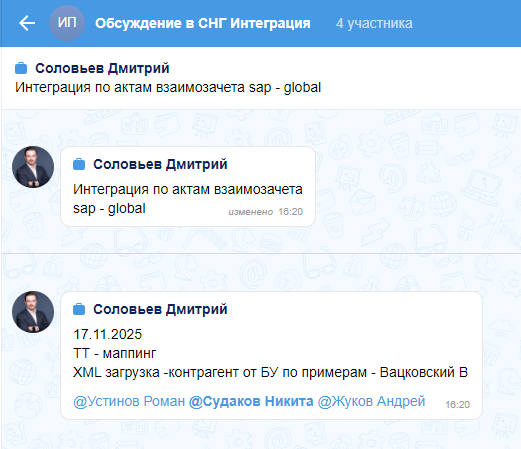 ИП Обсуждение в СНГ Интеграция 4 участника
Соловьев Дмитрий
Интеграция по актам взаимозачета sap - global
Соловьев Дмитрий
Интеграция по актам взаимозачета
sap - global
изменено 16:20
Соловьев Дмитрий
17.11.2025
ТТ - маппинг
XML загрузка -контрагент от БУ по примерам - Вацковский В
@Устинов Роман @Судаков Никита @Жуков Андрей 16:20